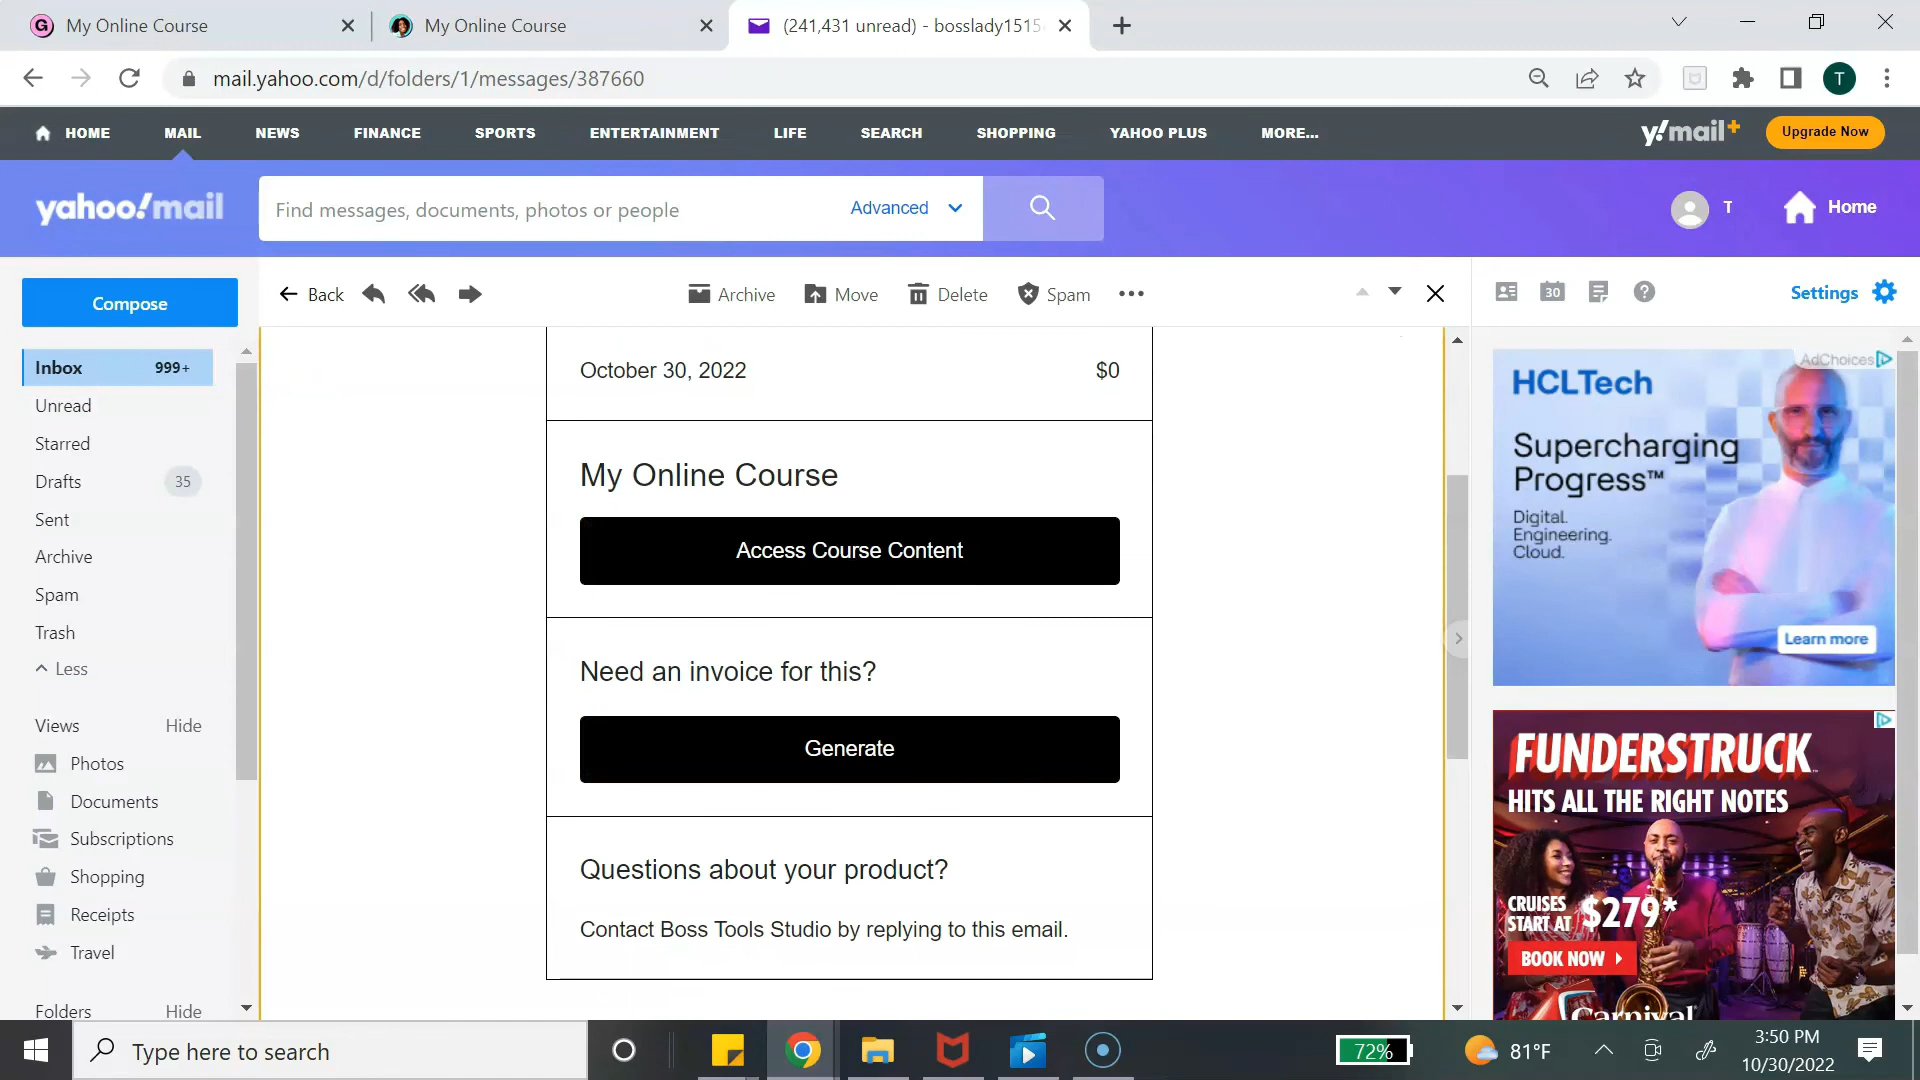 G My Online Course
My Online Course
(241,431 unread) - bosslady1515
mail.yahoo.com/d/folders/1/messages/387660
T
HOME MAIL NEWS FINANCE SPORTS ENTERTAINMENT LIFE SEARCH SHOPPING YAHOO PLUS MORE...
y!mail+
Upgrade Now
yahoo!mail
Find messages, documents, photos or people
Advanced
T
Home
Compose
Back
Archive
Move
Delete
Spam
30
Settings
Inbox 999+
Unread
Starred
Drafts 35
Sent
Archive
Spam
Trash
Less
Views Hide
Photos
Documents
Subscriptions
Shopping
Receipts
Travel
Folders Hide
October 30, 2022 $0
My Online Course
Access Course Content
Need an invoice for this?
Generate
Questions about your product?
Contact Boss Tools Studio by replying to this email.
AdChoices
HCLTech
Supercharging
Progress™
Digital.
Engineering.
Cloud.
Learn more
FUNDERSTRUCK
HITS ALL THE RIGHT NOTES
CRUISES
START AT $279*
BOOK NOW
Carnival
Type here to search
72%
81°F
3:50 PM
10/30/2022